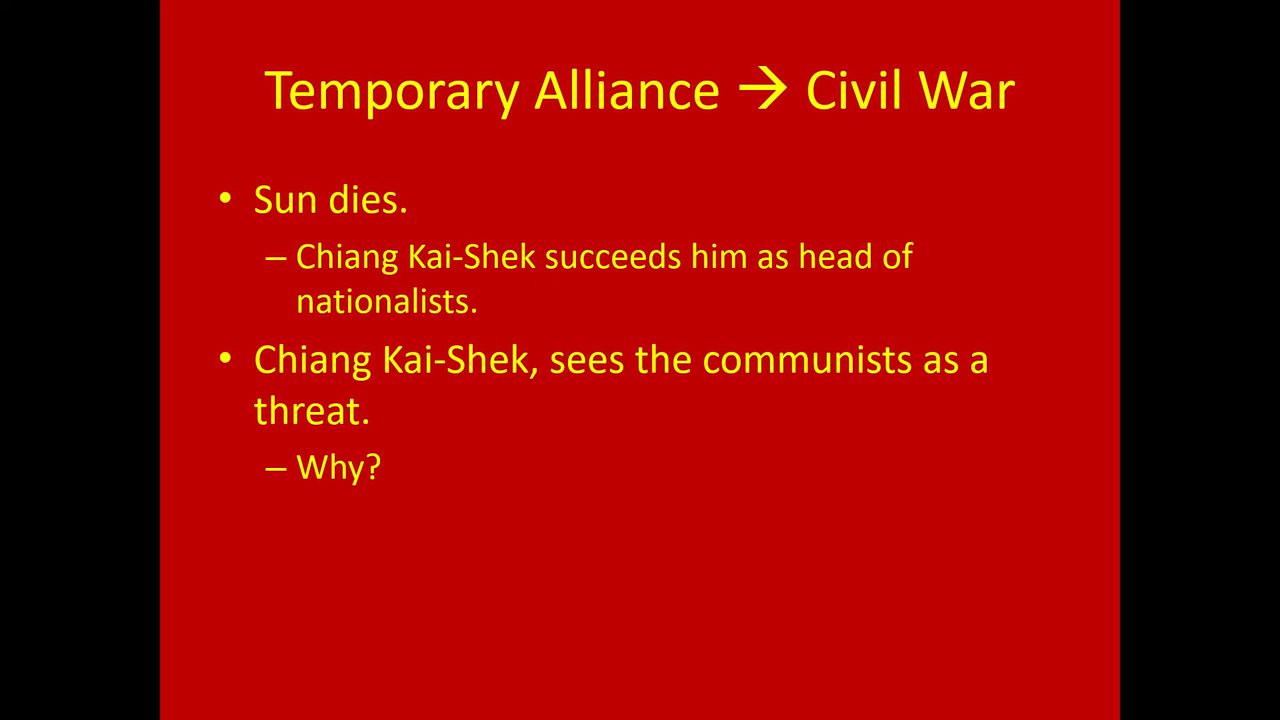 Temporary Alliance → Civil War
• Sun dies.
– Chiang Kai-Shek succeeds him as head of
nationalists.
• Chiang Kai-Shek, sees the communists as a
threat.
– Why?